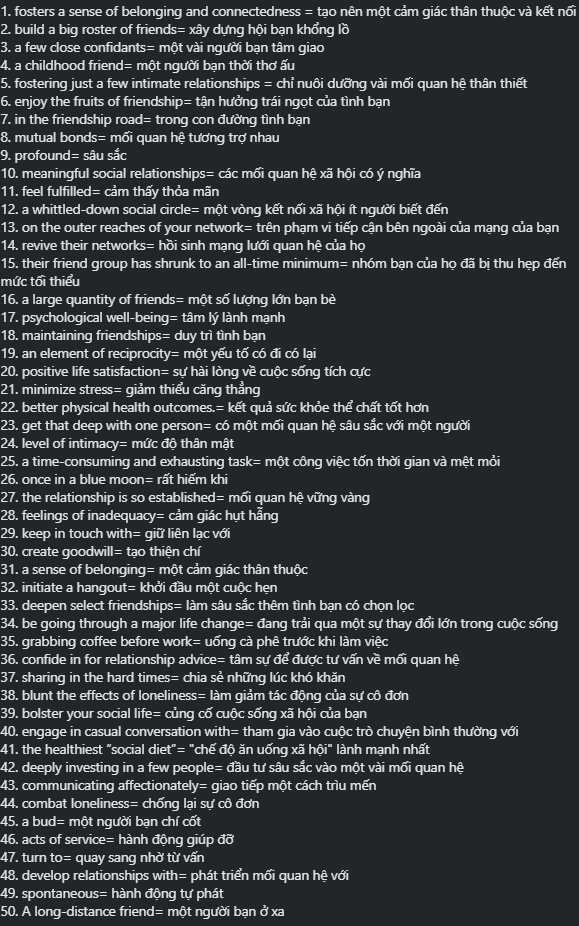 1. fosters a sense of belonging and connectedness = tạo nên một cảm giác thân thuộc và kết nối
2. build a big roster of friends= xây dựng hội bạn khổng lồ
3. a few close confidants= một vài người bạn tâm giao
4. a childhood friend= một người bạn thời thơ ấu
5. fostering just a few intimate relationships = chỉ nuôi dưỡng vài mối quan hệ thân thiết
6. enjoy the fruits of friendship= tận hưởng trái ngọt của tình bạn
7. in the friendship road= trong con đường tình bạn
8. mutual bonds= mối quan hệ tương trợ nhau
9. profound= sâu sắc
10. meaningful social relationships= các mối quan hệ xã hội có ý nghĩa
11. feel fulfilled= cảm thấy thỏa mãn
12. a whittled-down social circle= một vòng kết nối xã hội ít người biết đến
13. on the outer reaches of your network= trên phạm vi tiếp cận bên ngoài của mạng của bạn
14. revive their networks= hồi sinh mạng lưới quan hệ của họ
15. their friend group has shrunk to an all-time minimum= nhóm bạn của họ đã bị thu hẹp đến
mức tối thiểu
16. a large quantity of friends= một số lượng lớn bạn bè
17. psychological well-being= tâm lý lành mạnh
18. maintaining friendships= duy trì tình bạn
19. an element of reciprocity= một yếu tố có đi có lại
20. positive life satisfaction= sự hài lòng về cuộc sống tích cực
21. minimize stress= giảm thiểu căng thẳng
22. better physical health outcomes.= kết quả sức khỏe thể chất tốt hơn
23. get that deep with one person= có một mối quan hệ sâu sắc với một người
24. level of intimacy= mức độ thân mật
25. a time-consuming and exhausting task= một công việc tốn thời gian và mệt mỏi
26. once in a blue moon= rất hiếm khi
27. the relationship is so established= mối quan hệ vững vàng
28. feelings of inadequacy= cảm giác hụt hẫng
29. keep in touch with= giữ liên lạc với
30. create goodwill= tạo thiện chí
31. a sense of belonging= một cảm giác thân thuộc
32. initiate a hangout= khởi đầu một cuộc hẹn
33. deepen select friendships= làm sâu sắc thêm tình bạn có chọn lọc
34. be going through a major life change= đang trải qua một sự thay đổi lớn trong cuộc sống
35. grabbing coffee before work= uống cà phê trước khi làm việc
36. confide in for relationship advice= tâm sự để được tư vấn về mối quan hệ
37. sharing in the hard times= chia sẻ những lúc khó khăn
38. blunt the effects of loneliness= làm giảm tác động của sự cô đơn
39. bolster your social life= củng cố cuộc sống xã hội của bạn
40. engage in casual conversation with= tham gia vào cuộc trò chuyện bình thường với
41. the healthiest “social diet”= "chế độ ăn uống xã hội" lành mạnh nhất
42. deeply investing in a few people= đầu tư sâu sắc vào một vài mối quan hệ
43. communicating affectionately= giao tiếp một cách trìu mến
44. combat loneliness= chống lại sự cô đơn
45. a bud= một người bạn chí cốt
46. acts of service= hành động giúp đỡ
47. turn to= quay sang nhờ từ vấn
48. develop relationships with= phát triển mối quan hệ với
49. spontaneous= hành động tự phát
50. A long-distance friend= một người bạn ở xa